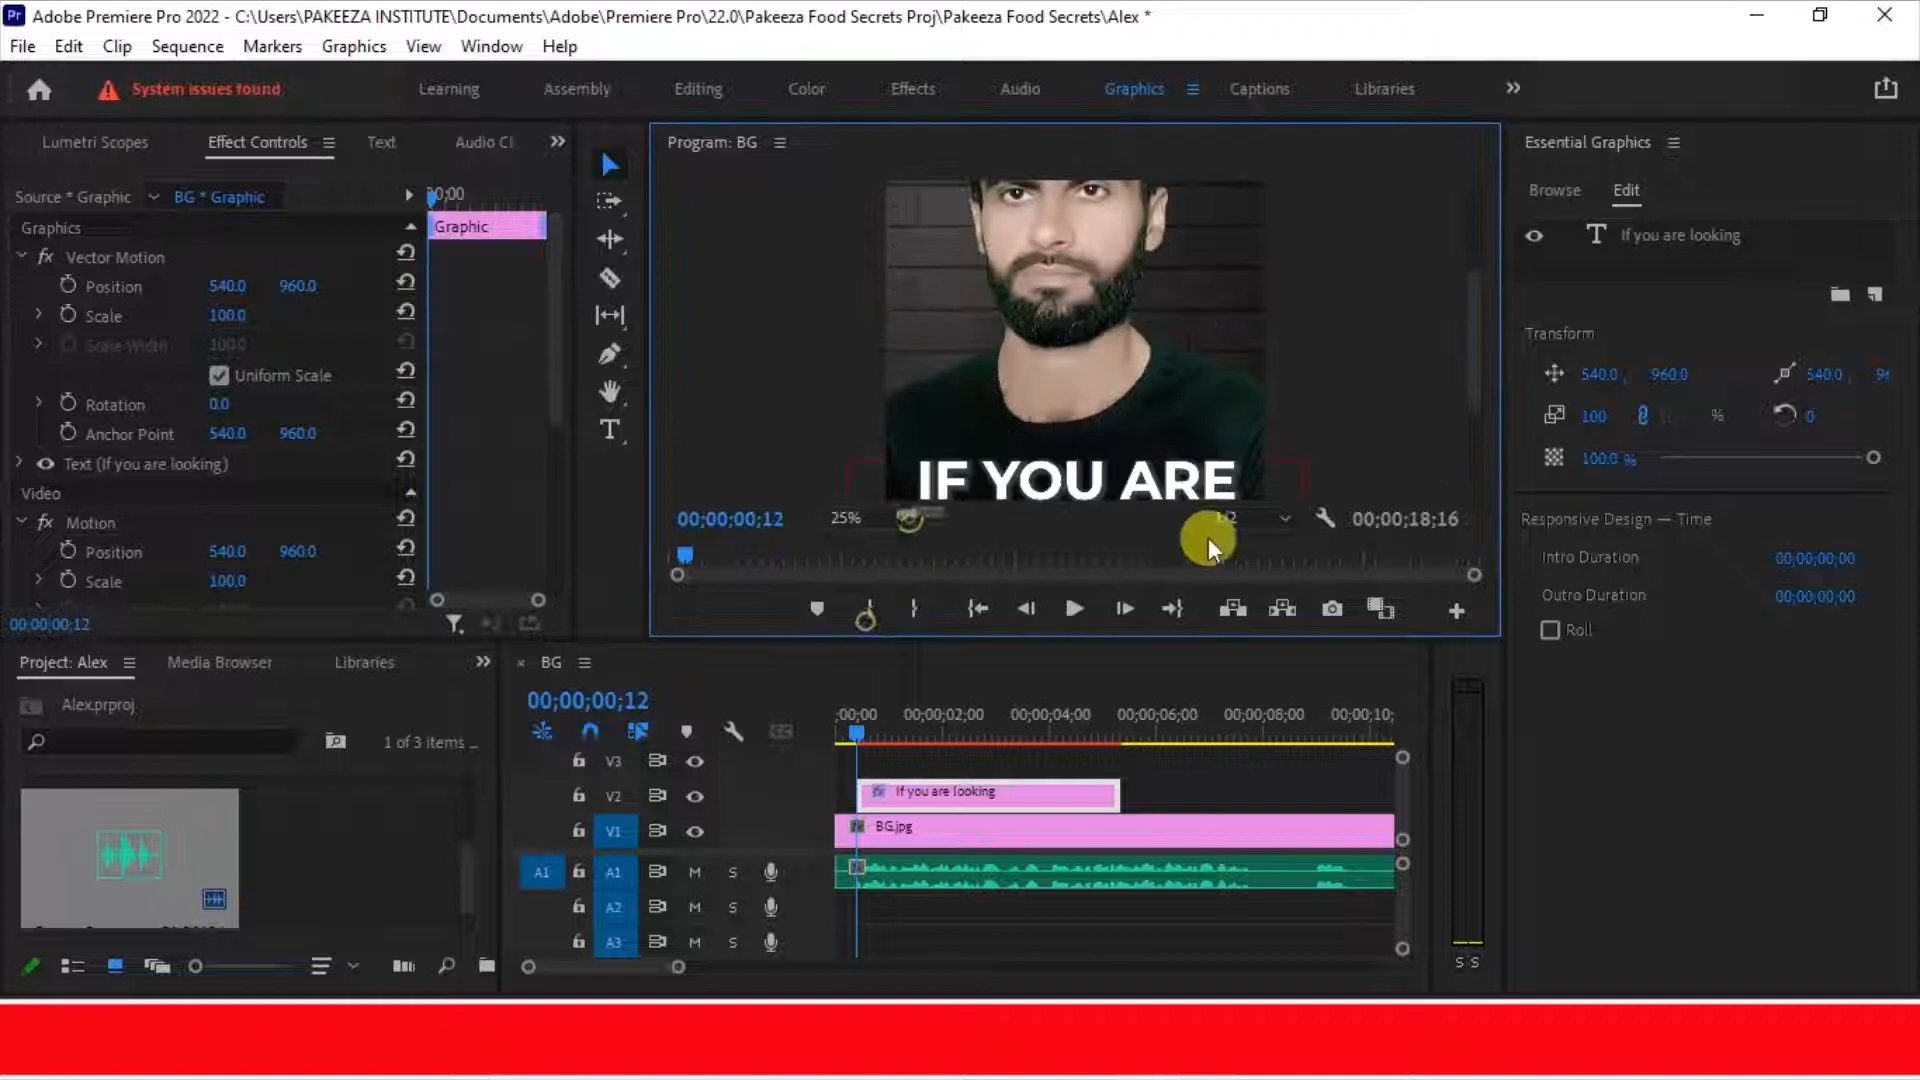 Adobe Premiere Pro 2022 - C:\Users\PAKEEZA INSTITUTE\Documents\Adobe\Premiere Pro\22.0\Pakeeza Food Secrets Proj\Pakeeza Food Secrets\Alex *
File Edit Clip Sequence Markers Graphics View Window Help
System issues found Learning Assembly Editing Color Effects Audio Graphics Captions Libraries
Lumetri Scopes Effect Controls Text Audio Cl
Program: BG
Essential Graphics
Source * Graphic BG * Graphic
Browse Edit
Graphics
Graphic
If you are looking
Vector Motion
Position 540.0 960.0
Scale 100.0
Scale Width 100.0
Uniform Scale
Rotation 0.0
Anchor Point 540.0 960.0
Text (If you are looking)
Video
Motion
Position 540.0 960.0
Scale 100.0
00;00;00;12
IF YOU ARE
00;00;00;12 25% 1/2 00;00;18;16
Transform
540.0 , 960.0 540.0 ,
100 % 0
100.0 %
Responsive Design — Time
Intro Duration 00;00;00;00
Outro Duration 00;00;00;00
Roll
Project: Alex Media Browser Libraries
Alex.prproj
1 of 3 items ...
BG
00;00;00;12
;00;00 00;00;02;00 00;00;04;00 00;00;06;00 00;00;08;00 00;00;10;
V3
V2 If you are looking
V1 BG.jpg
A1 A1 M S
A2 M S
A3 M S
S S